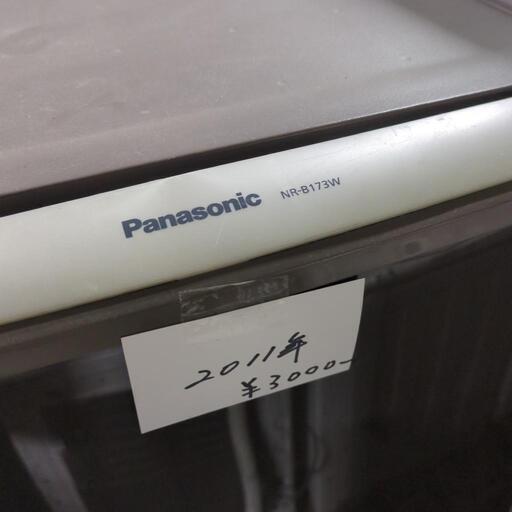 Panasonic NR-B173W
2011年
¥3000-